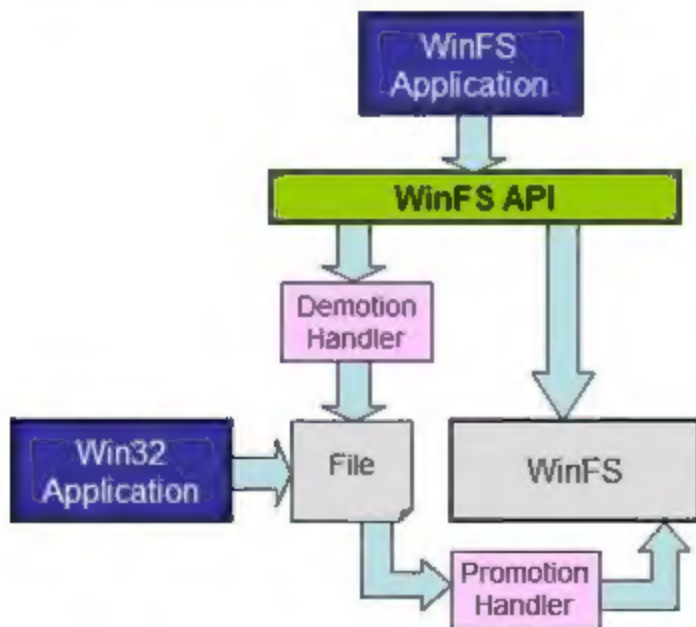 WinFS
Application
WinFS API
Demotion
Handler
Win32
Application
File
WinFS
Promotion
Handler